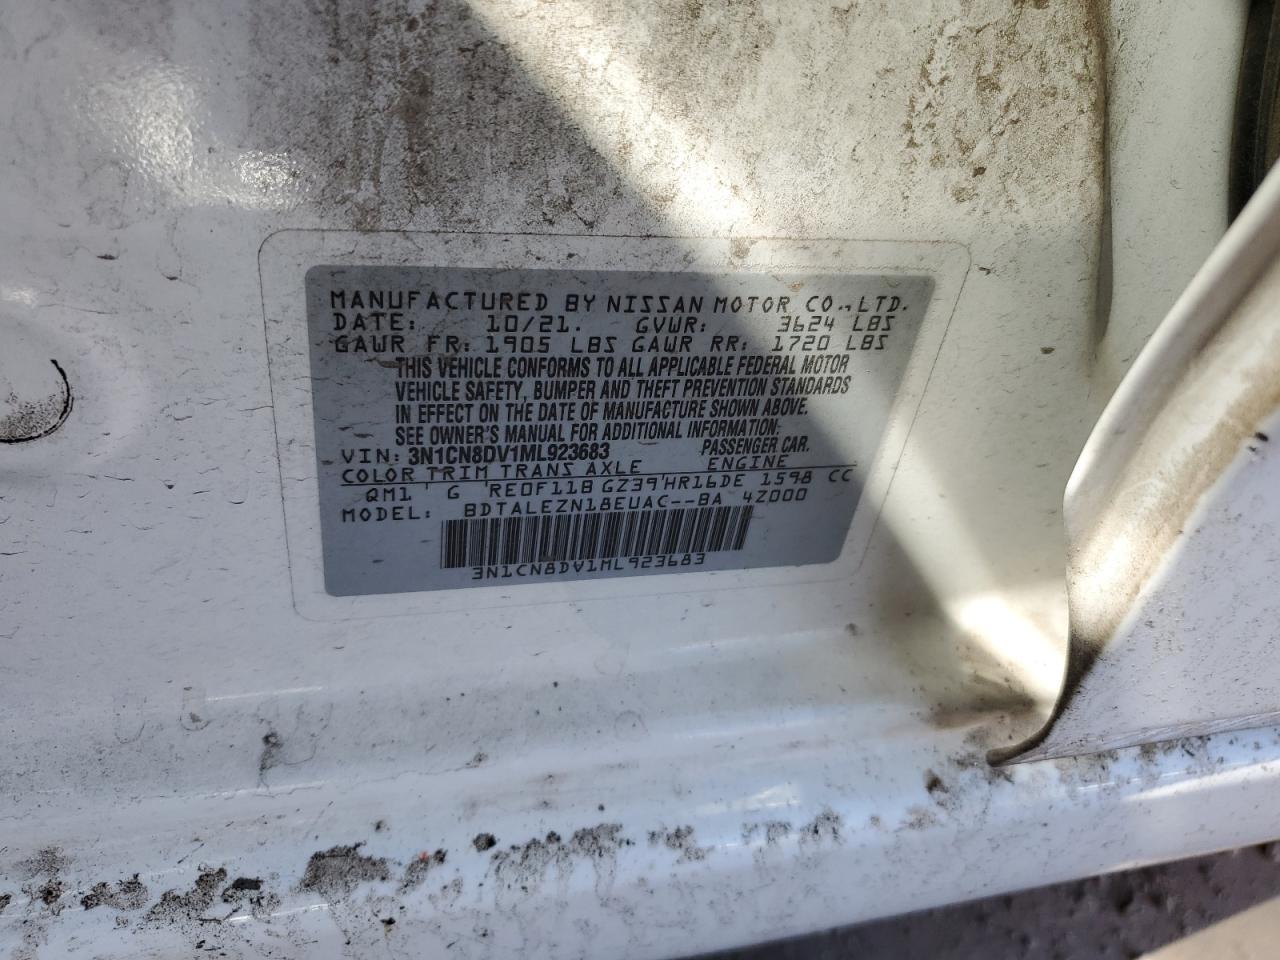 MANUFACTURED BY NISSAN MOTOR CO.,LTD.
DATE: 10/21. GVWR: 3624 LBS
GAWR FR: 1905 LBS GAWR RR: 1720 LBS
THIS VEHICLE CONFORMS TO ALL APPLICABLE FEDERAL MOTOR
VEHICLE SAFETY, BUMPER AND THEFT PREVENTION STANDARDS
IN EFFECT ON THE DATE OF MANUFACTURE SHOWN ABOVE.
SEE OWNER'S MANUAL FOR ADDITIONAL INFORMATION.
VIN: 3N1CN8DV1ML923683 PASSENGER CAR.
COLOR TRIM TRANS AXLE ENGINE
QM1 ' G 'RE0F11B GZ39'HR16DE 1598 CC
MODEL: BDTALEZN18EUAC--BA 4Z000
3N1CN8DV1ML923683